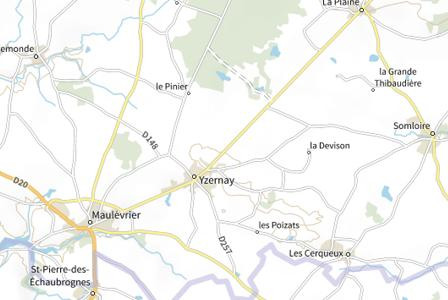 La Plaine
emonde
la Grande
Thibaudière
le Pinier
Somloire
D148
la Devison
Yzernay
D20
Maulévrier
les Poizats
D257
Les Cerqueux
St-Pierre-des-
Échaubrognes